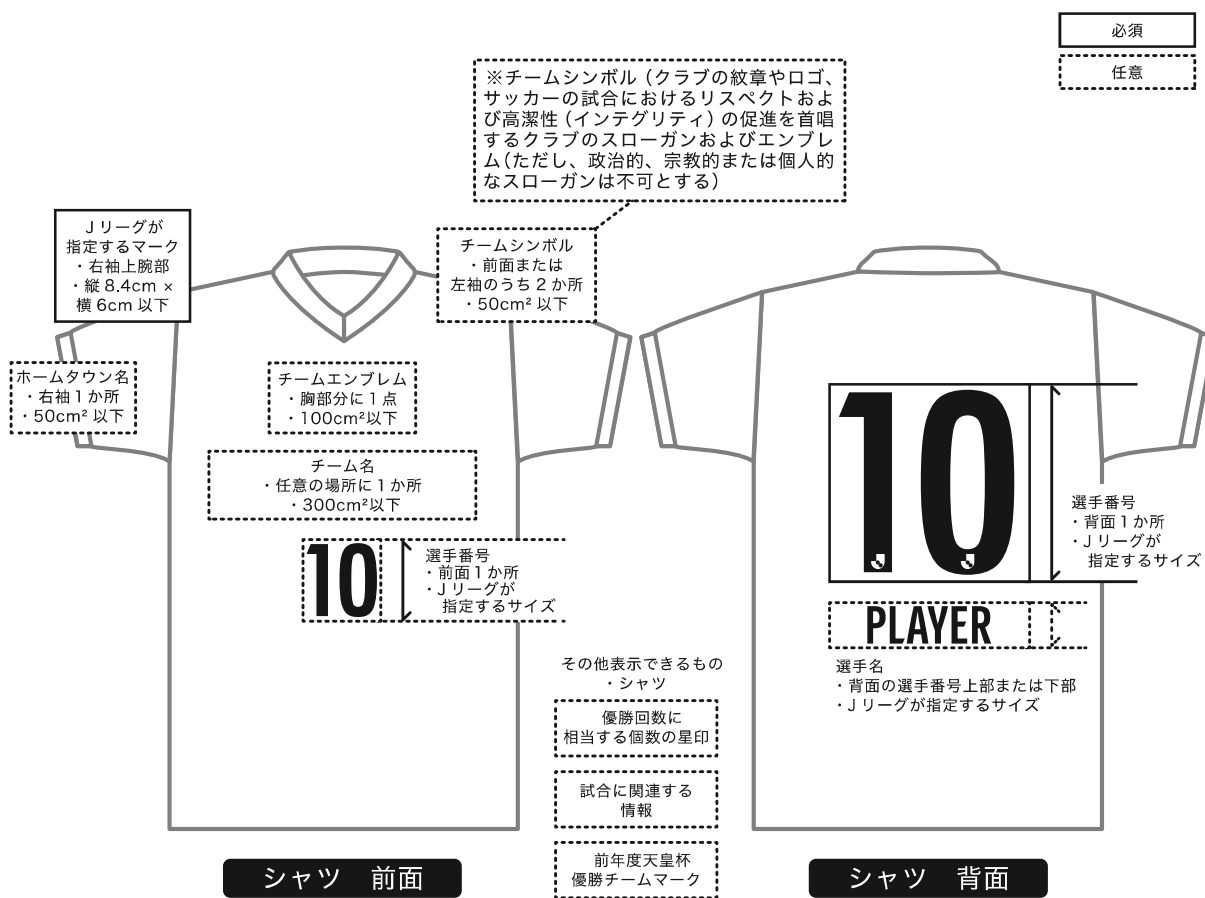 必須
任意
※チームシンボル（クラブの紋章やロゴ、
サッカーの試合におけるリスペクトおよ
び高潔性（インテグリティ）の促進を首唱
するクラブのスローガンおよびエンブレ
ム（ただし、政治的、宗教的または個人的
なスローガンは不可とする）
Jリーグが
指定するマーク
・右袖上腕部
・縦 8.4cm ×
横 6cm 以下
チームシンボル
・前面または
左袖のうち２か所
・50cm² 以下
ホームタウン名
・右袖１か所
・50cm² 以下
チームエンブレム
・胸部分に１点
・100cm²以下
チーム名
・任意の場所に１か所
・300cm²以下
10
選手番号
・前面１か所
・Jリーグが
指定するサイズ
10
選手番号
・背面１か所
・Jリーグが
指定するサイズ
PLAYER
選手名
・背面の選手番号上部または下部
・Jリーグが指定するサイズ
その他表示できるもの
・シャツ
優勝回数に
相当する個数の星印
試合に関連する
情報
前年度天皇杯
優勝チームマーク
シャツ　前面
シャツ　背面